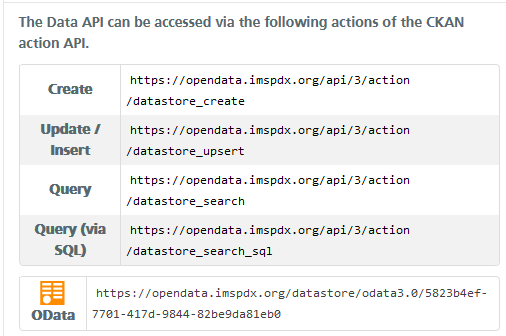 The Data API can be accessed via the following actions of the CKAN
action API.
Create
https://opendata.imspdx.org/api/3/action
/datastore_create
Update /
Insert
https://opendata.imspdx.org/api/3/action
/datastore_upsert
Query
https://opendata.imspdx.org/api/3/action
/datastore_search
Query (via
SQL)
https://opendata.imspdx.org/api/3/action
/datastore_search_sql
OData
https://opendata.imspdx.org/datastore/odata3.0/5823b4ef-
7701-417d-9844-82be9da81eb0